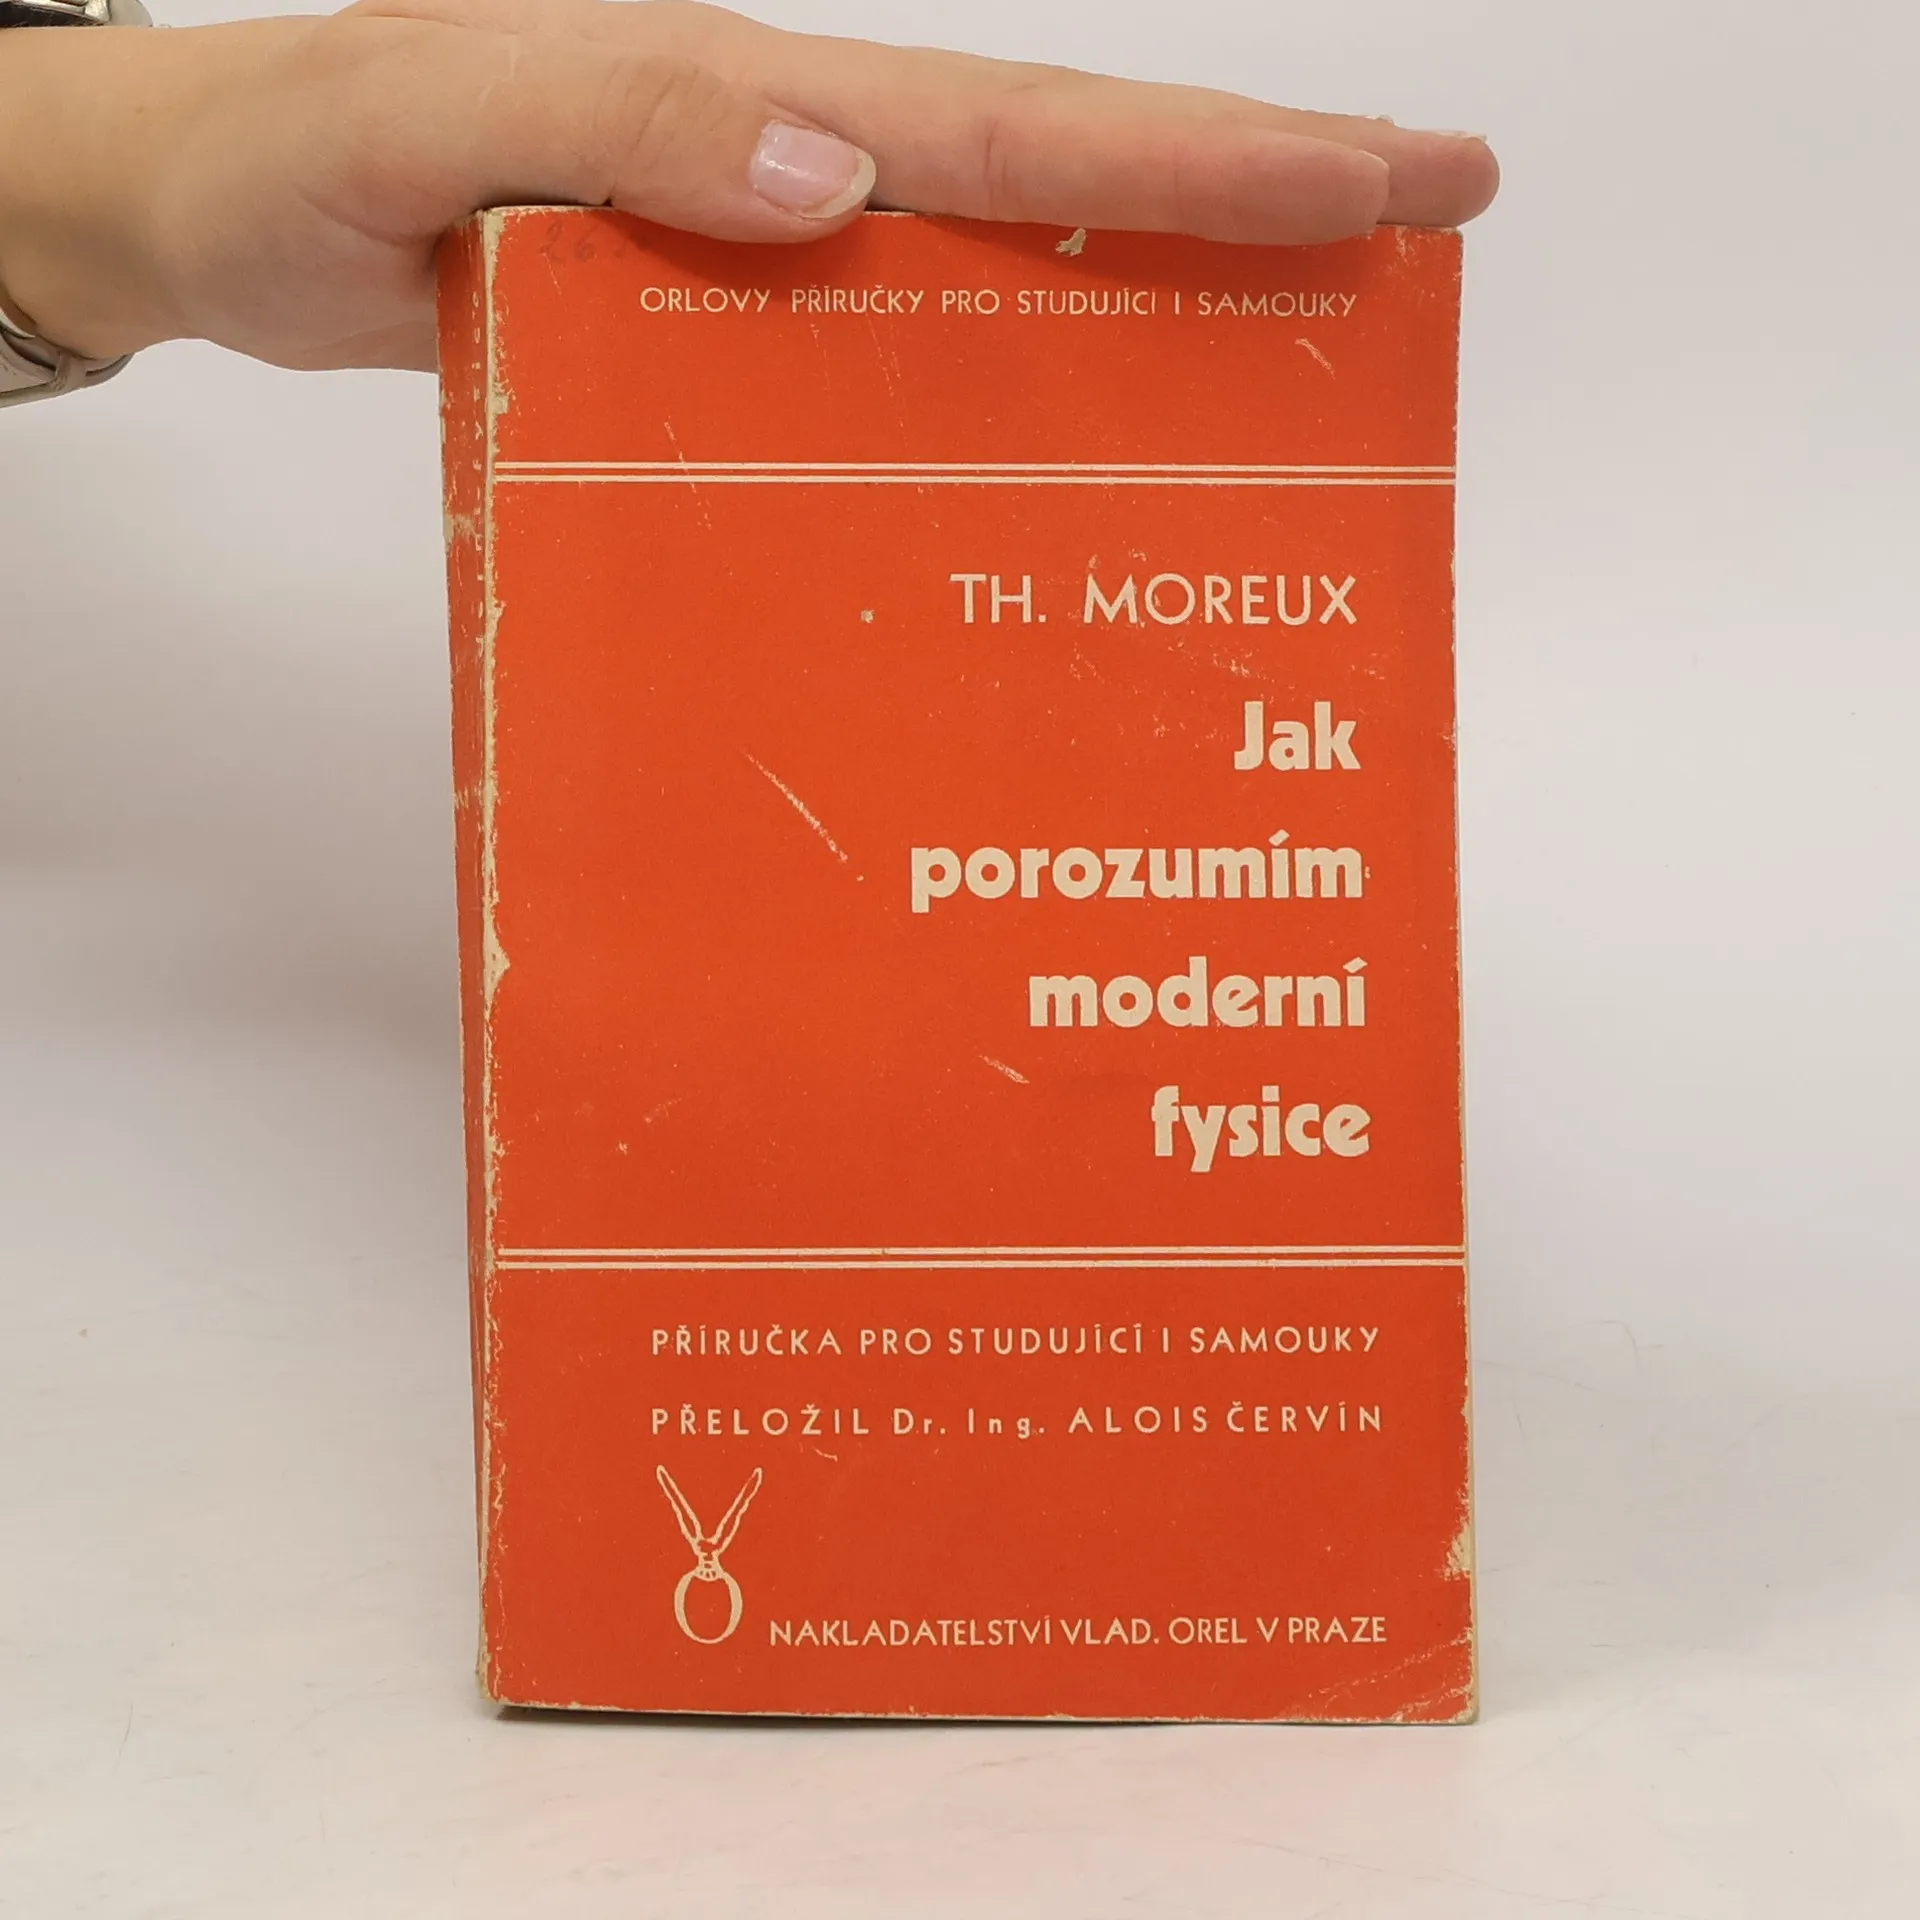 ORLOVY PŘÍRUČKY PRO STUDUJÍCÍ I SAMOUKY
TH. MOREUX
Jak
porozumím
moderní
fysice
PŘÍRUČKA PRO STUDUJÍCÍ I SAMOUKY
PŘELOŽIL Dr. Ing. ALOIS ČERVÍN
NAKLADATELSTVÍ VLAD. OREL V PRAZE